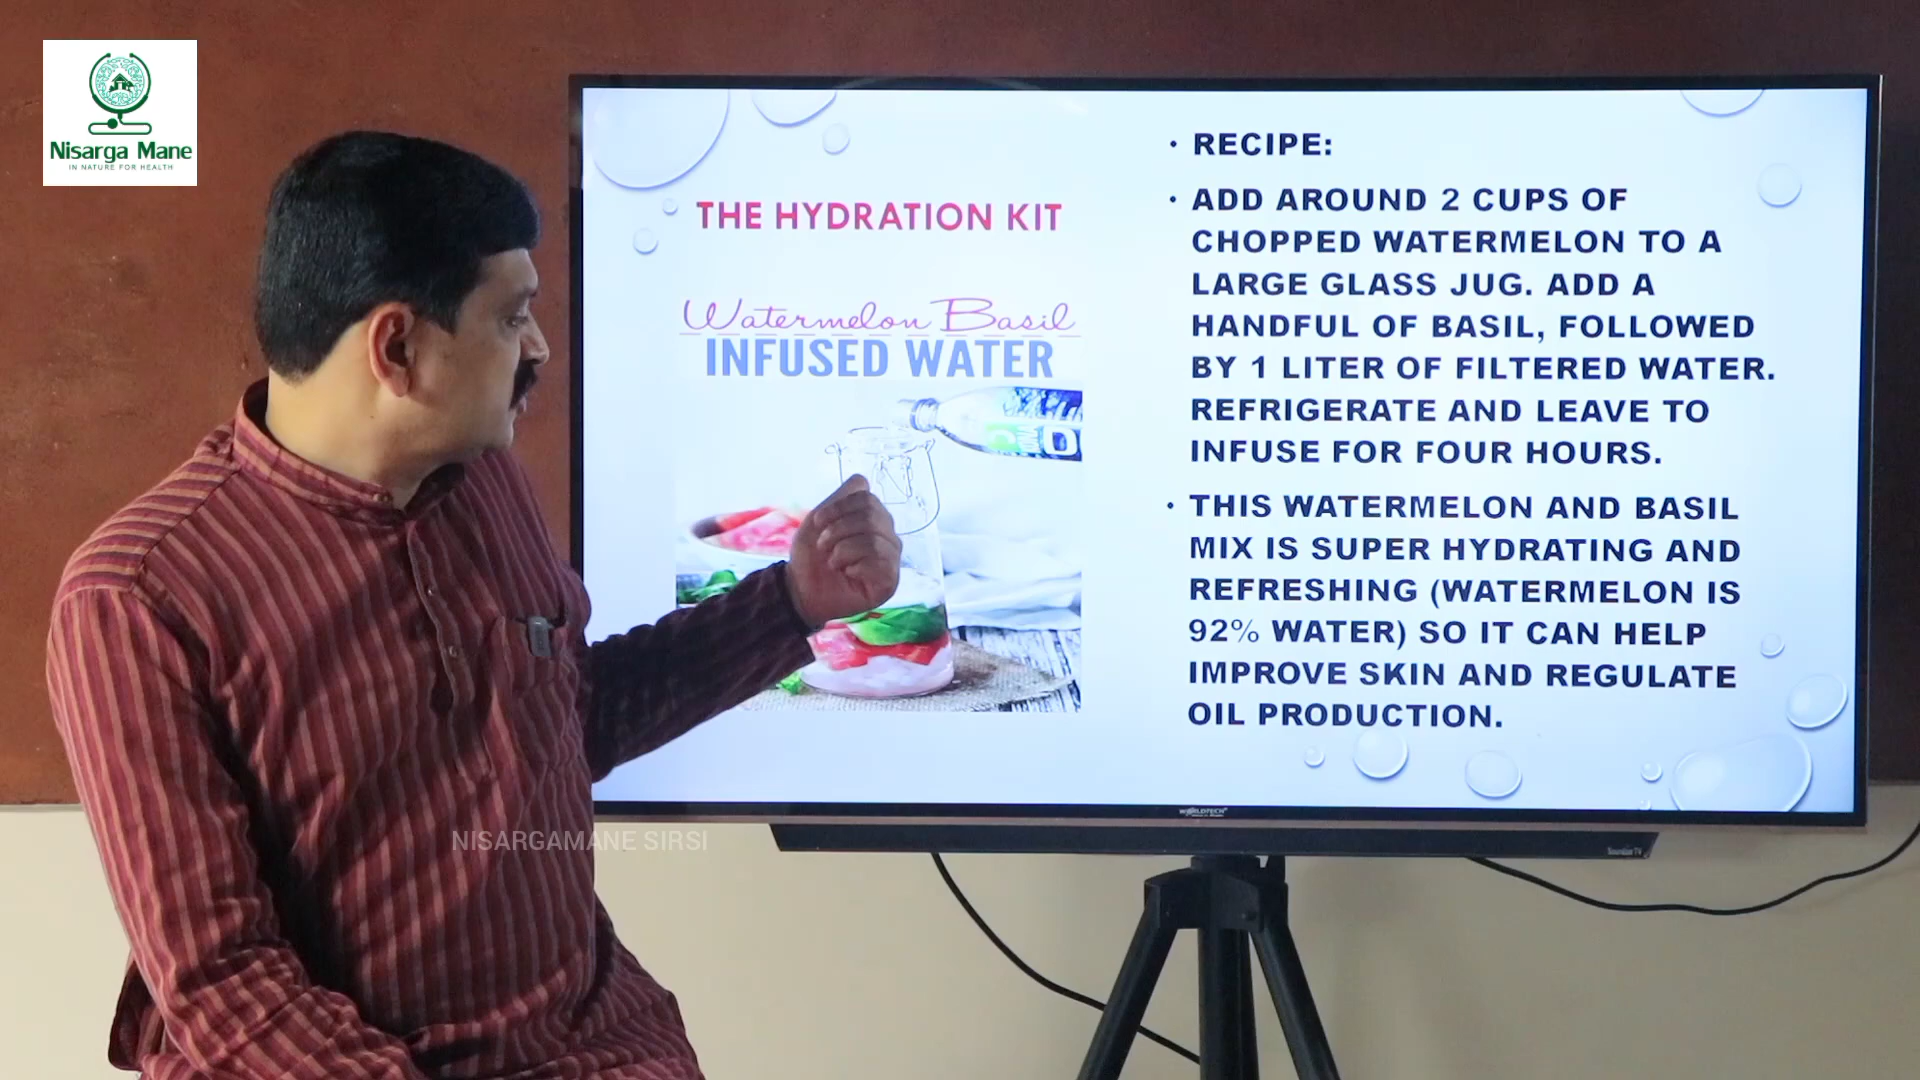 Nisarga Mane
IN NATURE FOR HEALTH
THE HYDRATION KIT
Watermelon Basil
INFUSED WATER
• RECIPE:
• ADD AROUND 2 CUPS OF
CHOPPED WATERMELON TO A
LARGE GLASS JUG. ADD A
HANDFUL OF BASIL, FOLLOWED
BY 1 LITER OF FILTERED WATER.
REFRIGERATE AND LEAVE TO
INFUSE FOR FOUR HOURS.
• THIS WATERMELON AND BASIL
MIX IS SUPER HYDRATING AND
REFRESHING (WATERMELON IS
92% WATER) SO IT CAN HELP
IMPROVE SKIN AND REGULATE
OIL PRODUCTION.
NISARGAMANE SIRSI